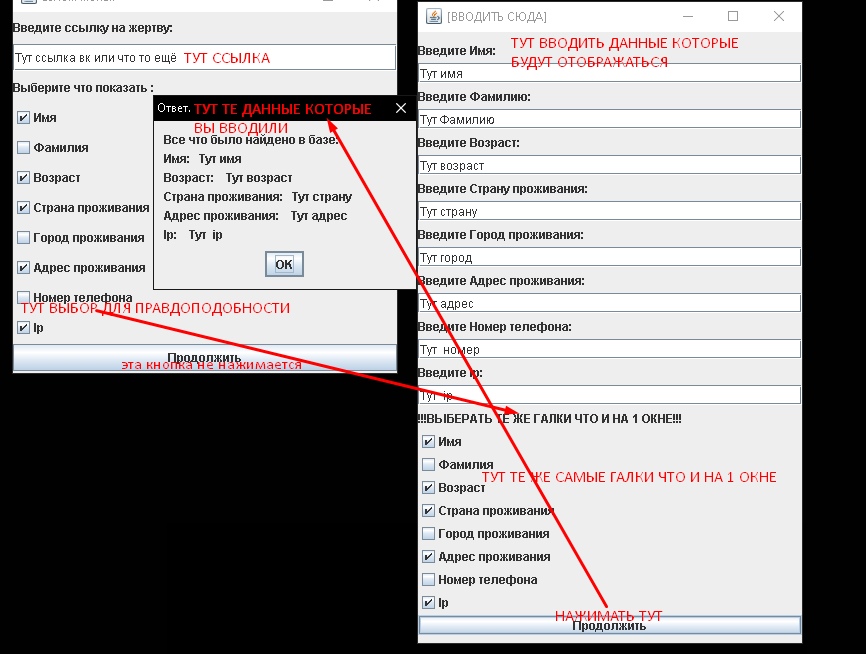 Введите ссылку на жертву:
Тут ссылка вк или что то ещё ТУТ ССЫЛКА
Выберите что показать :
Имя
Фамилия
Возраст
Страна проживания
Город проживания
Адрес проживания
Номер телефона
ТУТ ВЫБОР ДЛЯ ПРАВДОПОДОБНОСТИ
Ip
Продолжить
эта кнопка не нажимается
Ответ. ТУТ ТЕ ДАННЫЕ КОТОРЫЕ
ВЫ ВВОДИЛИ
Все что было найдено в базе:
Имя: Тут имя
Возраст: Тут возраст
Страна проживания: Тут страну
Адрес проживания: Тут адрес
Ip: Тут ip
ОК
[ВВОДИТЬ СЮДА]
ТУТ ВВОДИТЬ ДАННЫЕ КОТОРЫЕ
БУДУТ ОТОБРАЖАТЬСЯ
Введите Имя:
Тут имя
Введите Фамилию:
Тут Фамилию
Введите Возраст:
Тут возраст
Введите Страну проживания:
Тут страну
Введите Город проживания:
Тут город
Введите Адрес проживания:
Тут адрес
Введите Номер телефона:
Тут номер
Введите Ip:
Тут ip
!!!ВЫБЕРАТЬ ТЕ ЖЕ ГАЛКИ ЧТО И НА 1 ОКНЕ!!!
Имя
Фамилия
ТУТ ТЕ ЖЕ САМЫЕ ГАЛКИ ЧТО И НА 1 ОКНЕ
Возраст
Страна проживания
Город проживания
Адрес проживания
Номер телефона
Ip
НАЖИМАТЬ ТУТ
Продолжить